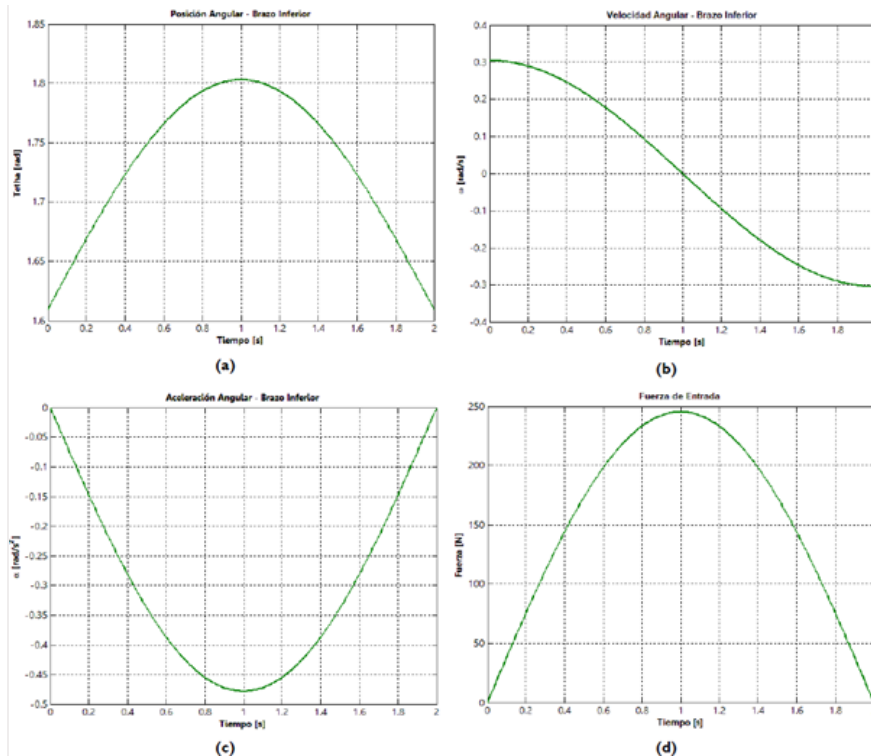 Posición Angular - Brazo Inferior
1.85
1.8
1.75
1.7
1.65
1.6
Tetha [rad]
0 0.2 0.4 0.6 0.8 1 1.2 1.4 1.6 1.8 2
Tiempo [s]
(a)
Velocidad Angular - Brazo Inferior
0.4
0.3
0.2
0.1
0
-0.1
-0.2
-0.3
-0.4
ω [rad/s]
0 0.2 0.4 0.6 0.8 1 1.2 1.4 1.6 1.8
Tiempo [s]
(b)
Aceleración Angular - Brazo Inferior
0
-0.05
-0.1
-0.15
-0.2
-0.25
-0.3
-0.35
-0.4
-0.45
-0.5
α [rad/s²]
0 0.2 0.4 0.6 0.8 1 1.2 1.4 1.6 1.8 2
Tiempo [s]
(c)
Fuerza de Entrada
250
200
150
100
50
0
Fuerza [N]
0 0.2 0.4 0.6 0.8 1 1.2 1.4 1.6 1.8
Tiempo [s]
(d)